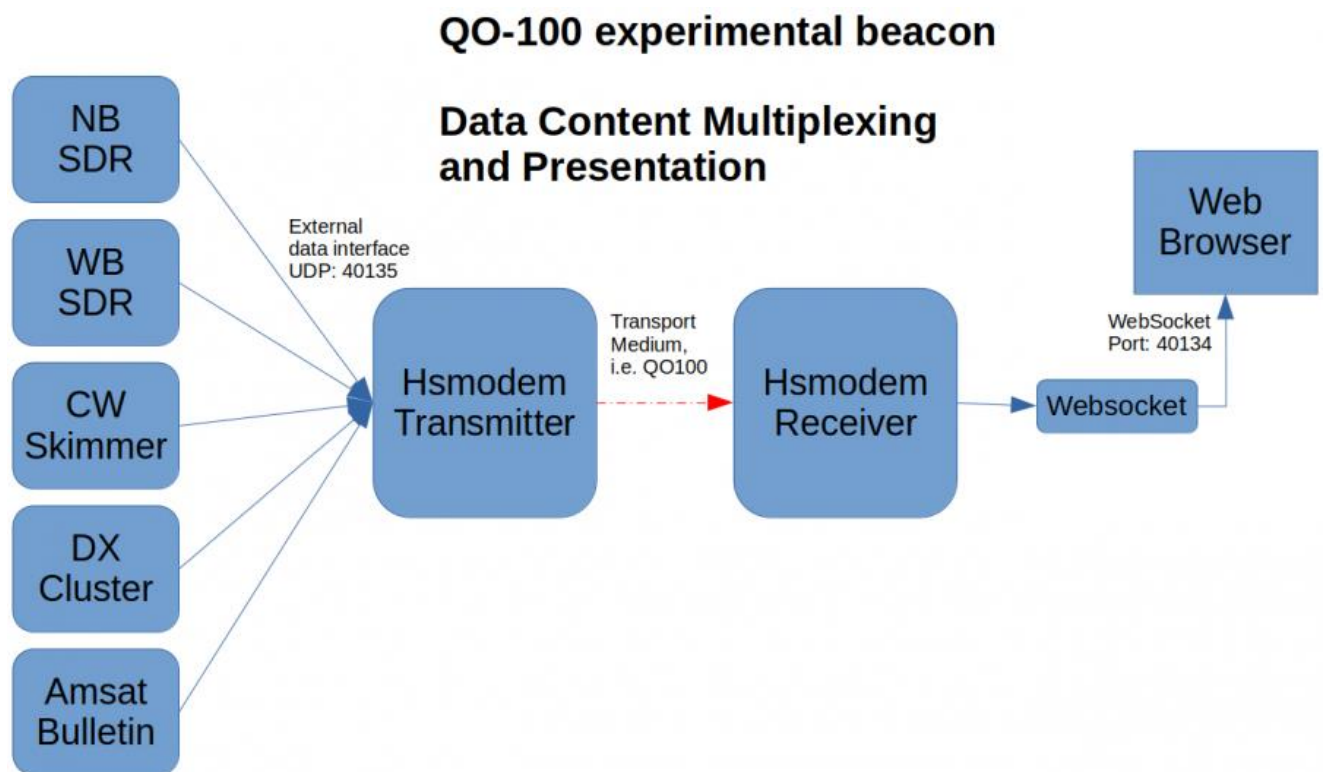 QO-100 experimental beacon
Data Content Multiplexing
and Presentation
NB
SDR
WB
SDR
CW
Skimmer
DX
Cluster
Amsat
Bulletin
External
data interface
UDP: 40135
Hsmodem
Transmitter
Transport
Medium,
i.e. QO100
Hsmodem
Receiver
Websocket
WebSocket
Port: 40134
Web
Browser